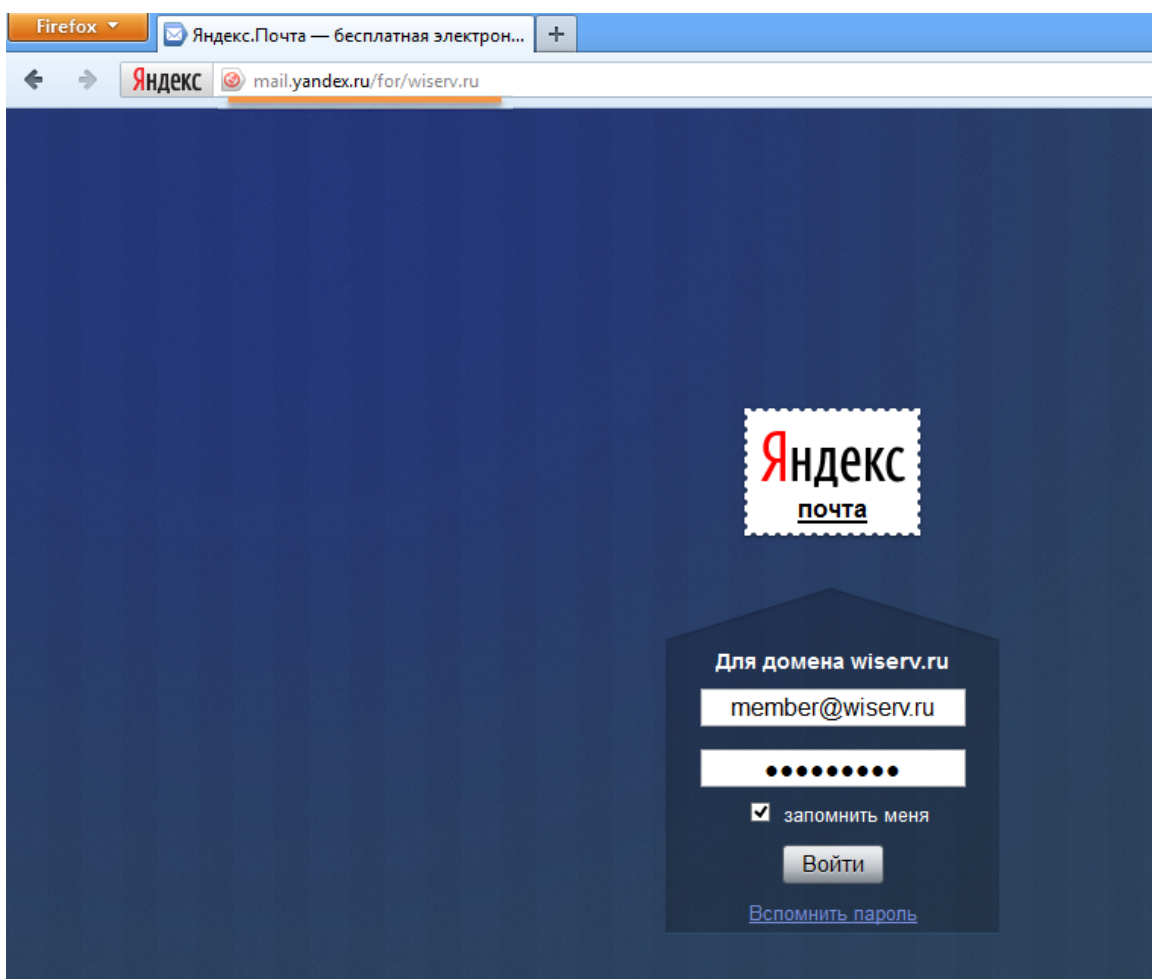 Firefox
Яндекс.Почта — бесплатная электрон...
Яндекс mail.yandex.ru/for/wiserv.ru
Яндекс
почта
Для домена wiserv.ru
member@wiserv.ru
запомнить меня
Войти
Вспомнить пароль